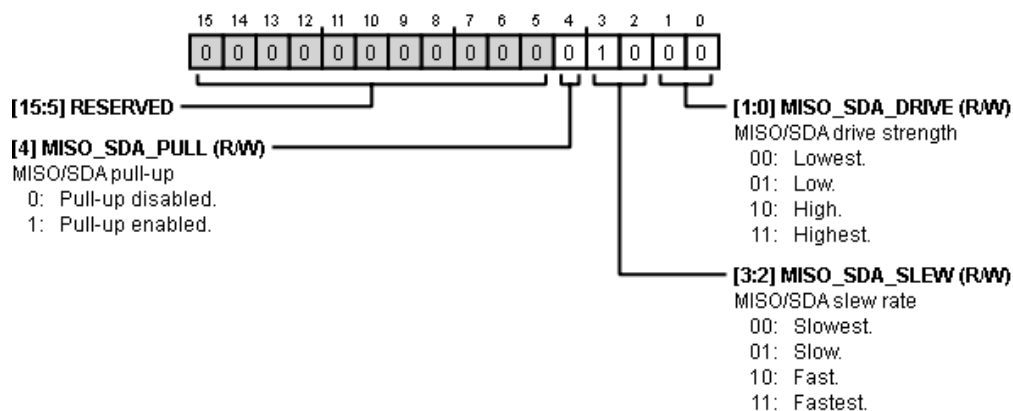 15 14 13 12 11 10 9 8 7 6 5 4 3 2 1 0
0 0 0 0 0 0 0 0 0 0 0 0 1 0 0 0
[15:5] RESERVED
[4] MISO_SDA_PULL (R/W)
MISO/SDA pull-up
0: Pull-up disabled.
1: Pull-up enabled.
[1:0] MISO_SDA_DRIVE (R/W)
MISO/SDA drive strength
00: Lowest.
01: Low.
10: High.
11: Highest.
[3:2] MISO_SDA_SLEW (R/W)
MISO/SDA slew rate
00: Slowest.
01: Slow.
10: Fast.
11: Fastest.